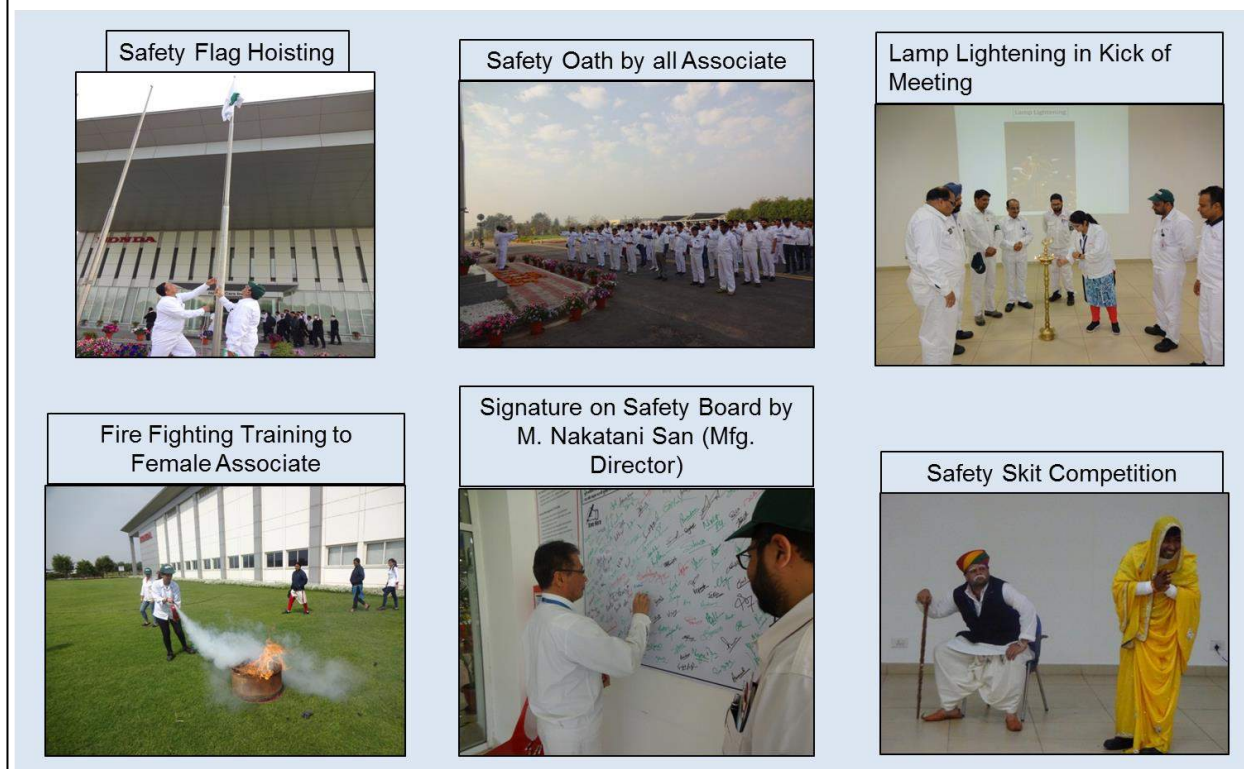 Safety Flag Hoisting
Safety Oath by all Associate
Lamp Lightening in Kick of
Meeting
HONDA
Lamp Lightening
Fire Fighting Training to
Female Associate
Signature on Safety Board by
M. Nakatani San (Mfg.
Director)
Safety Skit Competition
HONDA